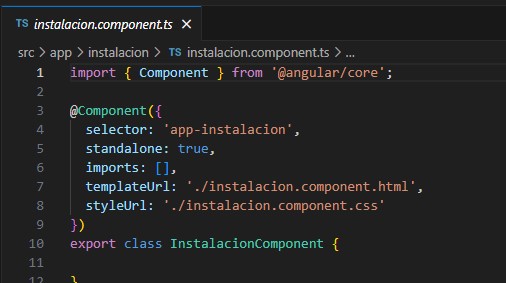 TS instalacion.component.ts ×
src > app > instalacion > TS instalacion.component.ts > ...
1 import { Component } from '@angular/core';
2
3 @Component({
4 selector: 'app-instalacion',
5 standalone: true,
6 imports: [],
7 templateUrl: './instalacion.component.html',
8 styleUrl: './instalacion.component.css'
9 })
10 export class InstalacionComponent {
11
12 }